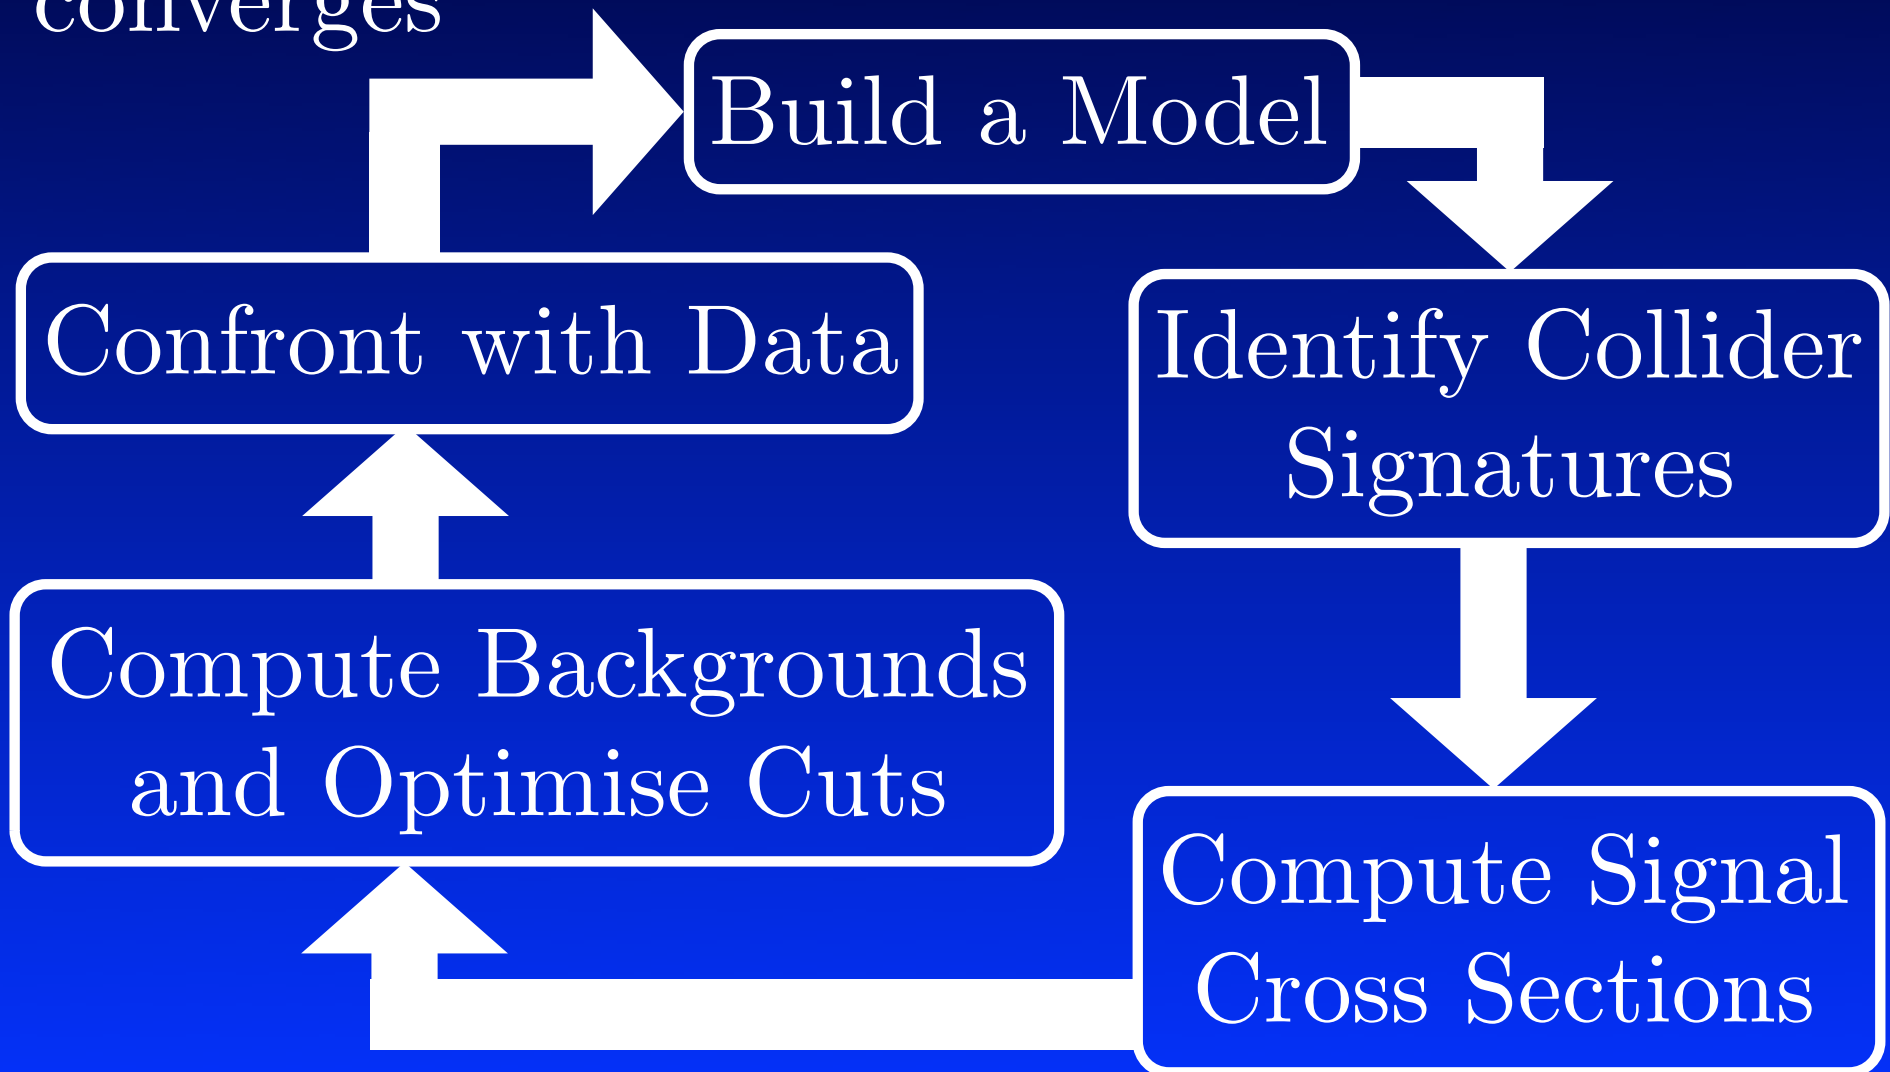 converges
Build a Model
Confront with Data
Identify Collider
Signatures
Compute Backgrounds
and Optimise Cuts
Compute Signal
Cross Sections